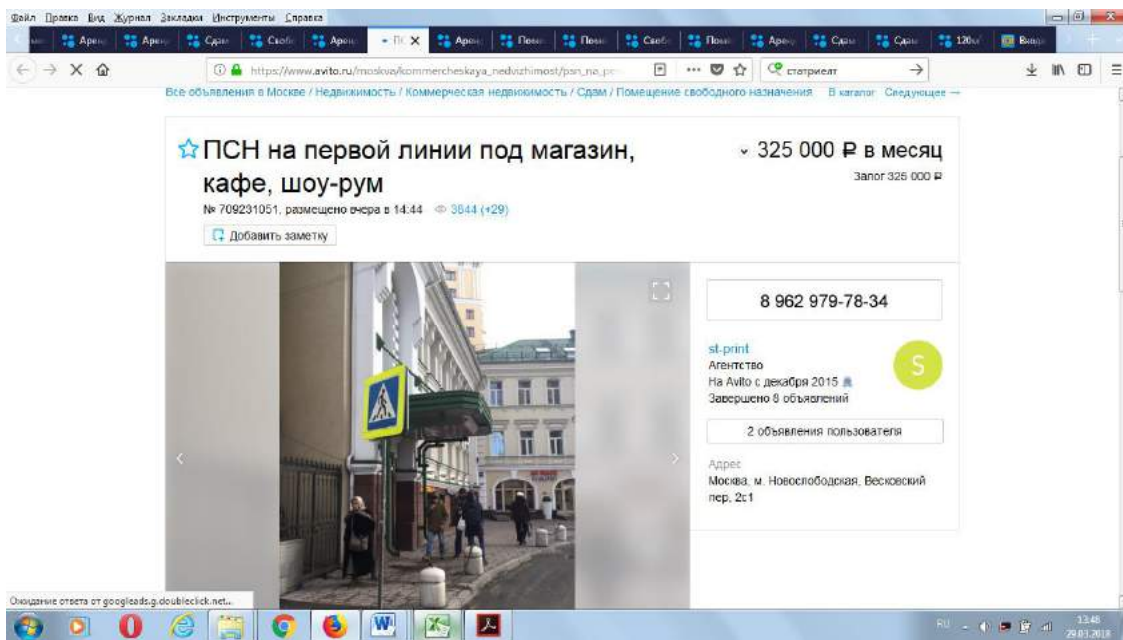 Файл Правка Вид Журнал Закладки Инструменты Справка
120м²
https://www.avito.ru/moskva/kommercheskaya_nedvizhimost/psn_na_pe
статриелт
Все объявления в Москве / Недвижимость / Коммерческая недвижимость / Сдам / Помещение свободного назначения В каталог Следующее →
ПСН на первой линии под магазин,
кафе, шоу-рум
325 000 ₽ в месяц
Залог 325 000 ₽
№ 709231051, размещено вчера в 14:44 3844 (+29)
Добавить заметку
8 962 979-78-34
st-print
Агентство
На Avito с декабря 2015
Завершено 8 объявлений
S
2 объявления пользователя
Адрес
Москва, м. Новослободская, Весковский
пер, 2с1
Ожидание ответа от googleads.g.doubleclick.net...
RU
13:48
29.03.2018